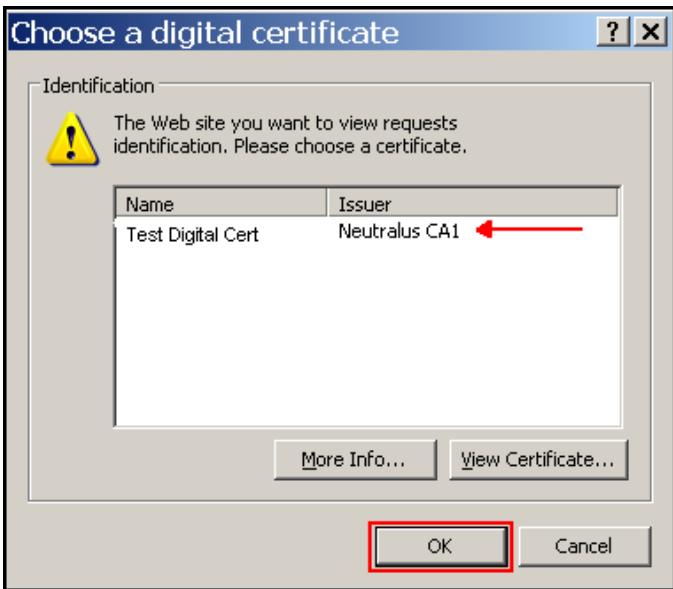 Choose a digital certificate
Identification
The Web site you want to view requests
identification. Please choose a certificate.
Name Issuer
Test Digital Cert Neutralus CA1
More Info... View Certificate...
OK Cancel